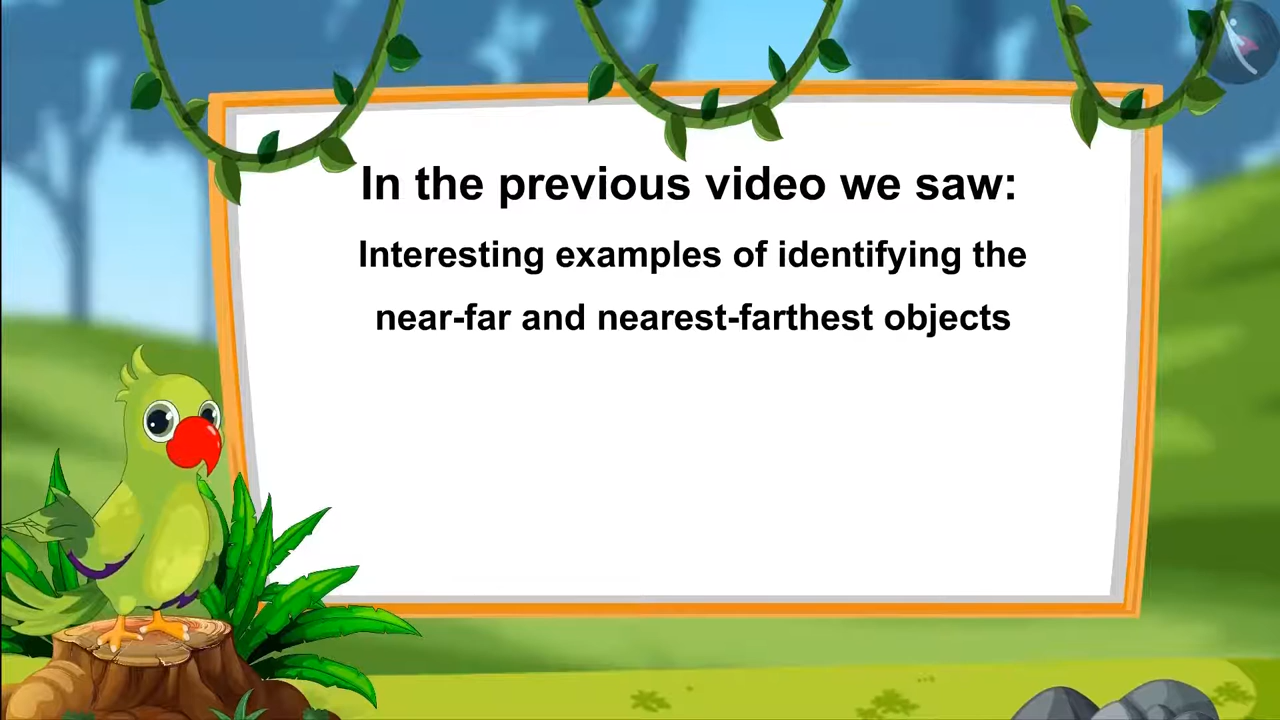 In the previous video we saw:
Interesting examples of identifying the
near-far and nearest-farthest objects